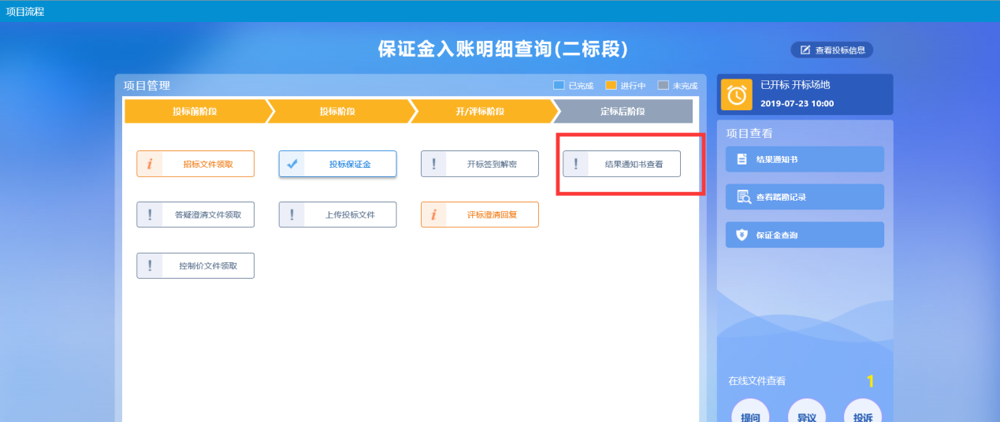 项目流程
保证金入账明细查询(二标段)
查看投标信息
项目管理
已完成 进行中 未完成
投标前阶段 投标阶段 开/评标阶段 定标后阶段
招标文件领取 投标保证金 开标签到解密 结果通知书查看
答疑澄清文件领取 上传投标文件 评标澄清回复
控制价文件领取
已开标 开标场地
2019-07-23 10:00
项目查看
结果通知书
查看踏勘记录
保证金查询
在线文件查看 1
提问 异议 投诉